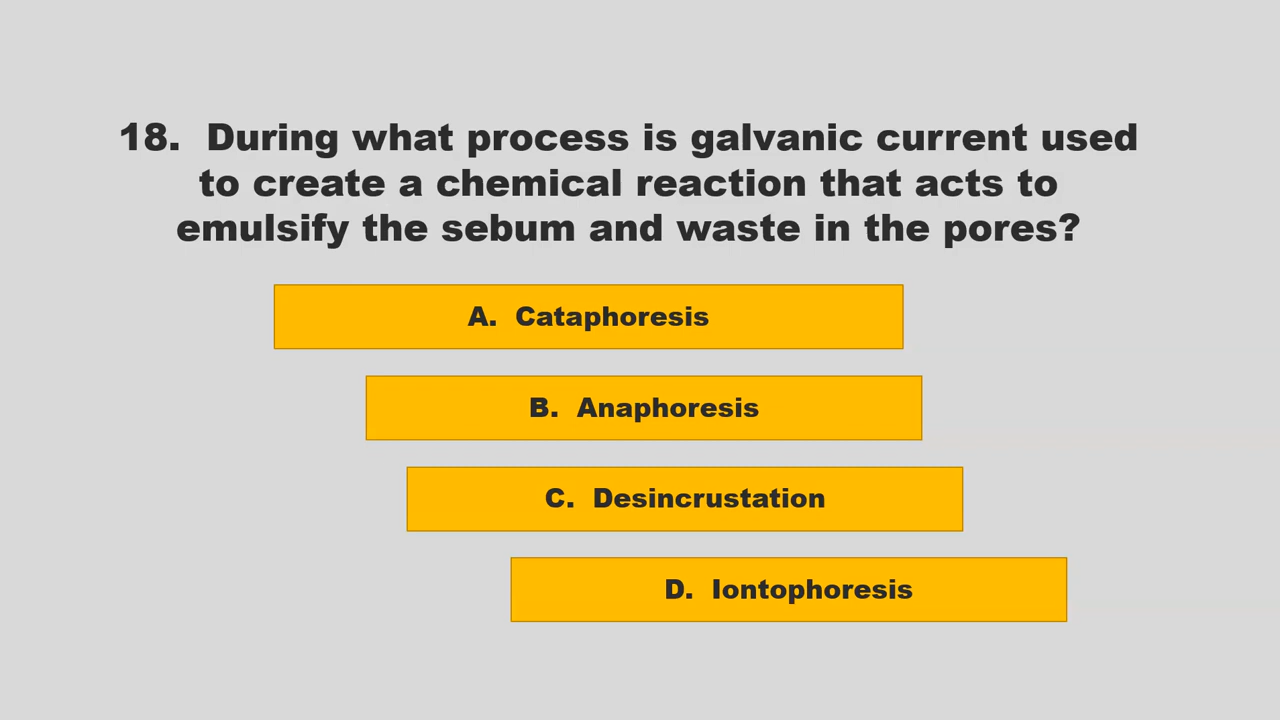 18.  During what process is galvanic current used
to create a chemical reaction that acts to
emulsify the sebum and waste in the pores?
A.  Cataphoresis
B.  Anaphoresis
C.  Desincrustation
D.  Iontophoresis